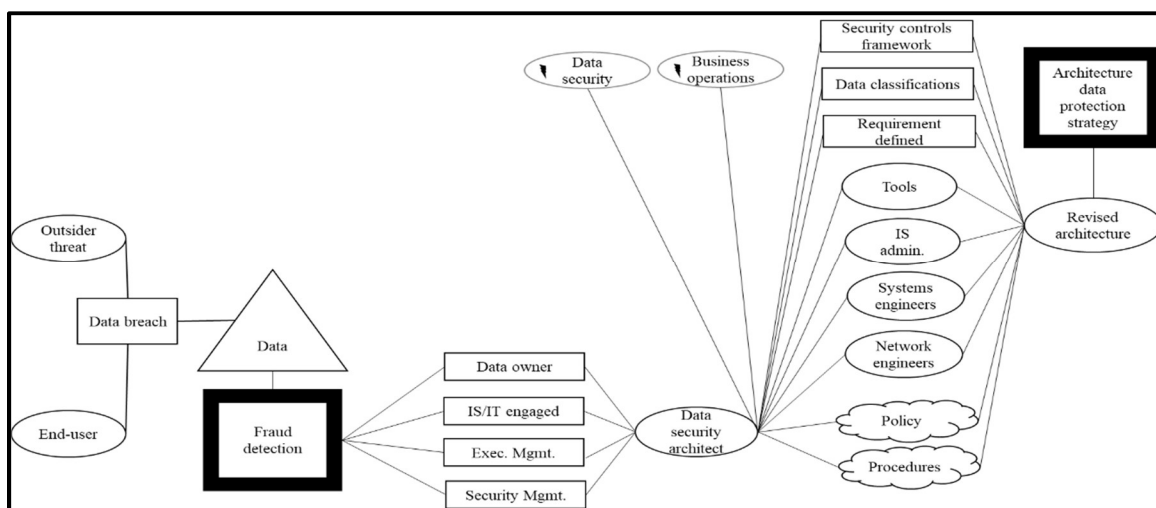 Outsider
threat
End-user
Data breach
Data
Fraud
detection
Data owner
IS/IT engaged
Exec. Mgmt.
Security Mgmt.
Data
security
architect
Data
security
Business
operations
Security controls
framework
Data classifications
Requirement
defined
Tools
IS
admin.
Systems
engineers
Network
engineers
Policy
Procedures
Architecture
data
protection
strategy
Revised
architecture